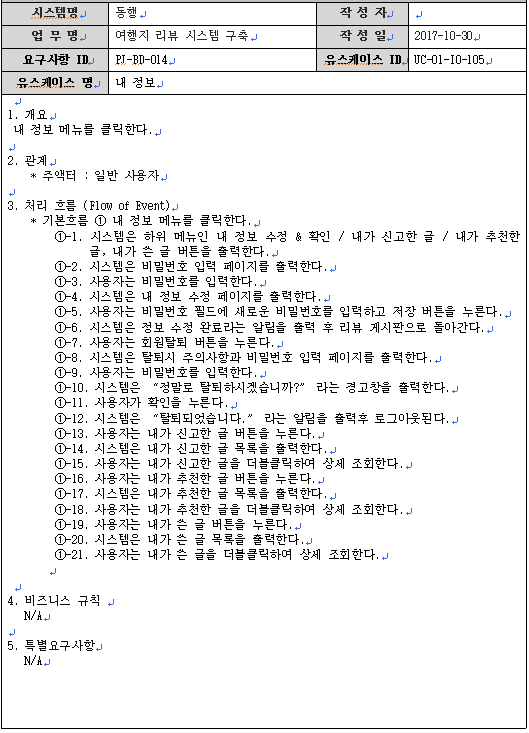 시스템명 동행 작 성 자
업 무 명 여행지 리뷰 시스템 구축 작 성 일 2017-10-30
요구사항 ID PJ-RD-014 유스케이스 ID UC-01-IO-105
유스케이스 명 내 정보
1. 개요
내 정보 메뉴를 클릭한다.
2. 관계
* 주액터 : 일반 사용자
3. 처리 흐름 (Flow of Event)
* 기본흐름 ① 내 정보 메뉴를 클릭한다.
①-1. 시스템은 하위 메뉴인 내 정보 수정 & 확인 / 내가 신고한 글 / 내가 추천한
글, 내가 쓴 글 버튼을 출력한다.
①-2. 시스템은 비밀번호 입력 페이지를 출력한다.
①-3. 사용자는 비밀번호를 입력한다.
①-4. 시스템은 내 정보 수정 페이지를 출력한다.
①-5. 사용자는 비밀번호 필드에 새로운 비밀번호를 입력하고 저장 버튼을 누른다.
①-6. 시스템은 정보 수정 완료라는 알림을 출력 후 리뷰 게시판으로 돌아간다.
①-7. 사용자는 회원탈퇴 버튼을 누른다.
①-8. 시스템은 탈퇴시 주의사항과 비밀번호 입력 페이지를 출력한다.
①-9. 사용자는 비밀번호를 입력한다.
①-10. 시스템은 “정말로 탈퇴하시겟습니까?” 라는 경고창을 출력한다.
①-11. 사용자가 확인을 누른다.
①-12. 시스템은 “탈퇴되었습니다.” 라는 알림을 출력후 로그아웃된다.
①-13. 사용자는 내가 신고한 글 버튼을 누른다.
①-14. 시스템은 내가 신고한 글 목록을 출력한다.
①-15. 사용자는 내가 신고한 글을 더블클릭하여 상세 조회한다.
①-16. 사용자는 내가 추천한 글 버튼을 누른다.
①-17. 시스템은 내가 추천한 글 목록을 출력한다.
①-18. 사용자는 내가 추천한 글을 더블클릭하여 상세 조회한다.
①-19. 사용자는 내가 쓴 글 버튼을 누른다.
①-20. 시스템은 내가 쓴 글 목록을 출력한다.
①-21. 사용자는 내가 쓴 글을 더블클릭하여 상세 조회한다.
4. 비즈니스 규칙
N/A
5. 특별요구사항
N/A